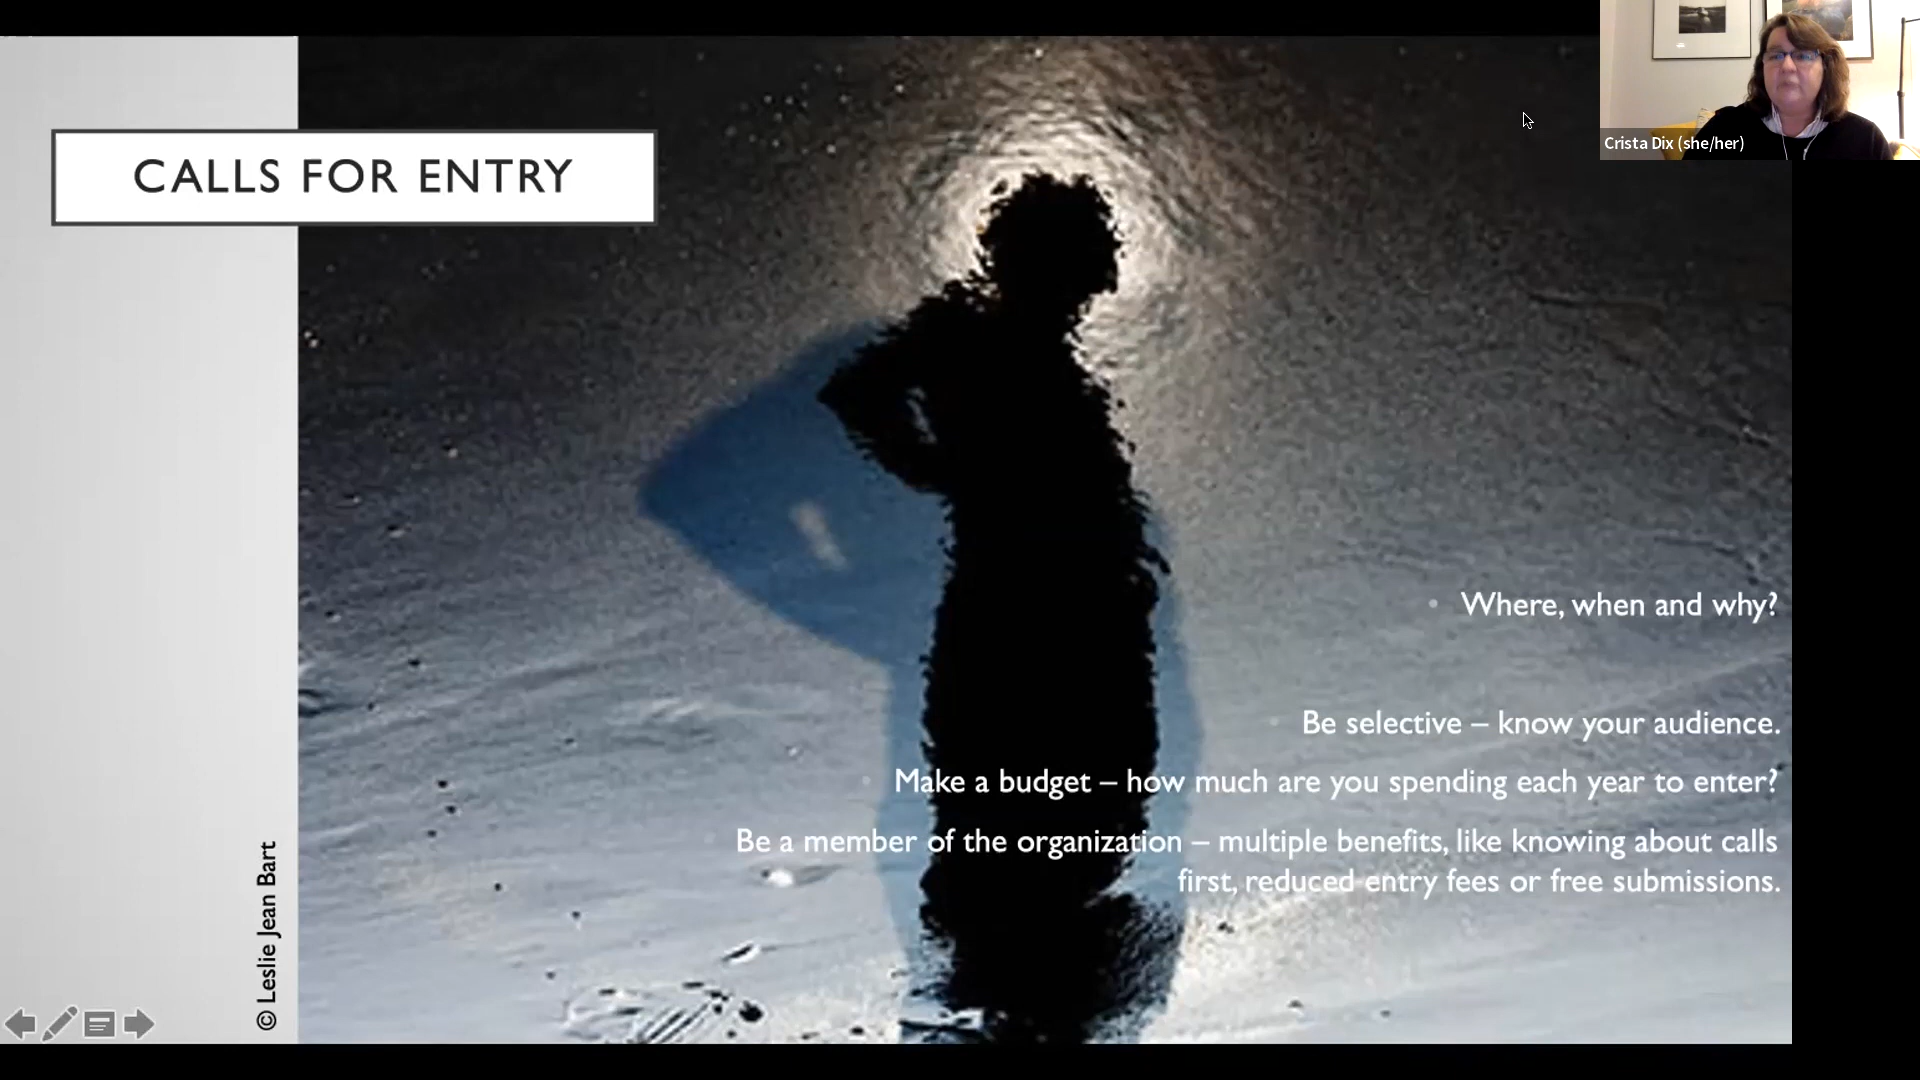 CALLS FOR ENTRY
Crista Dix (she/her)
Where, when and why?
Be selective – know your audience.
Make a budget – how much are you spending each year to enter?
Be a member of the organization – multiple benefits, like knowing about calls
first, reduced entry fees or free submissions.
© Leslie Jean Bart